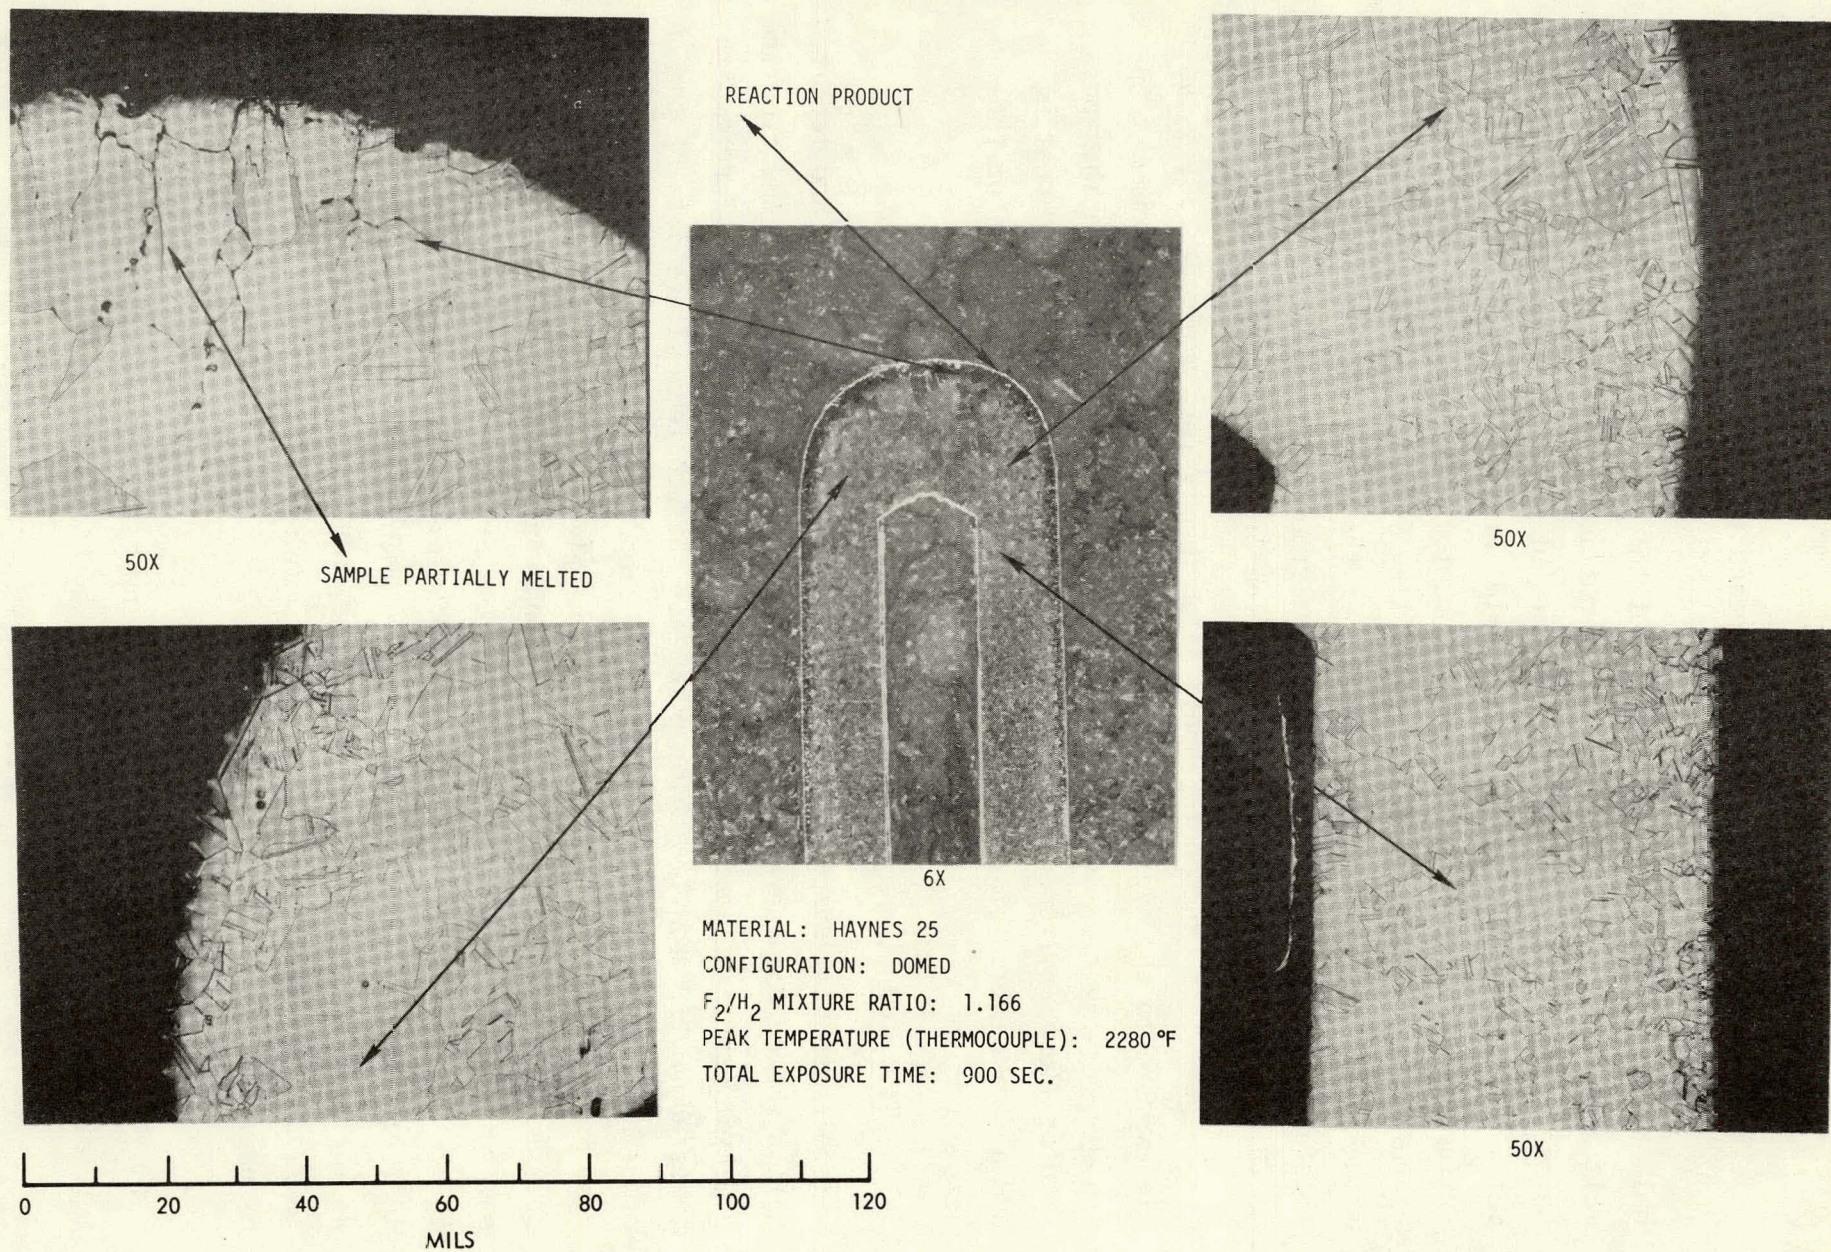 REACTION PRODUCT
50X
SAMPLE PARTIALLY MELTED
50X
6X
MATERIAL: HAYNES 25
CONFIGURATION: DOMED
F2/H2 MIXTURE RATIO: 1.166
PEAK TEMPERATURE (THERMOCOUPLE): 2280 °F
TOTAL EXPOSURE TIME: 900 SEC.
50X
0 20 40 60 80 100 120
MILS